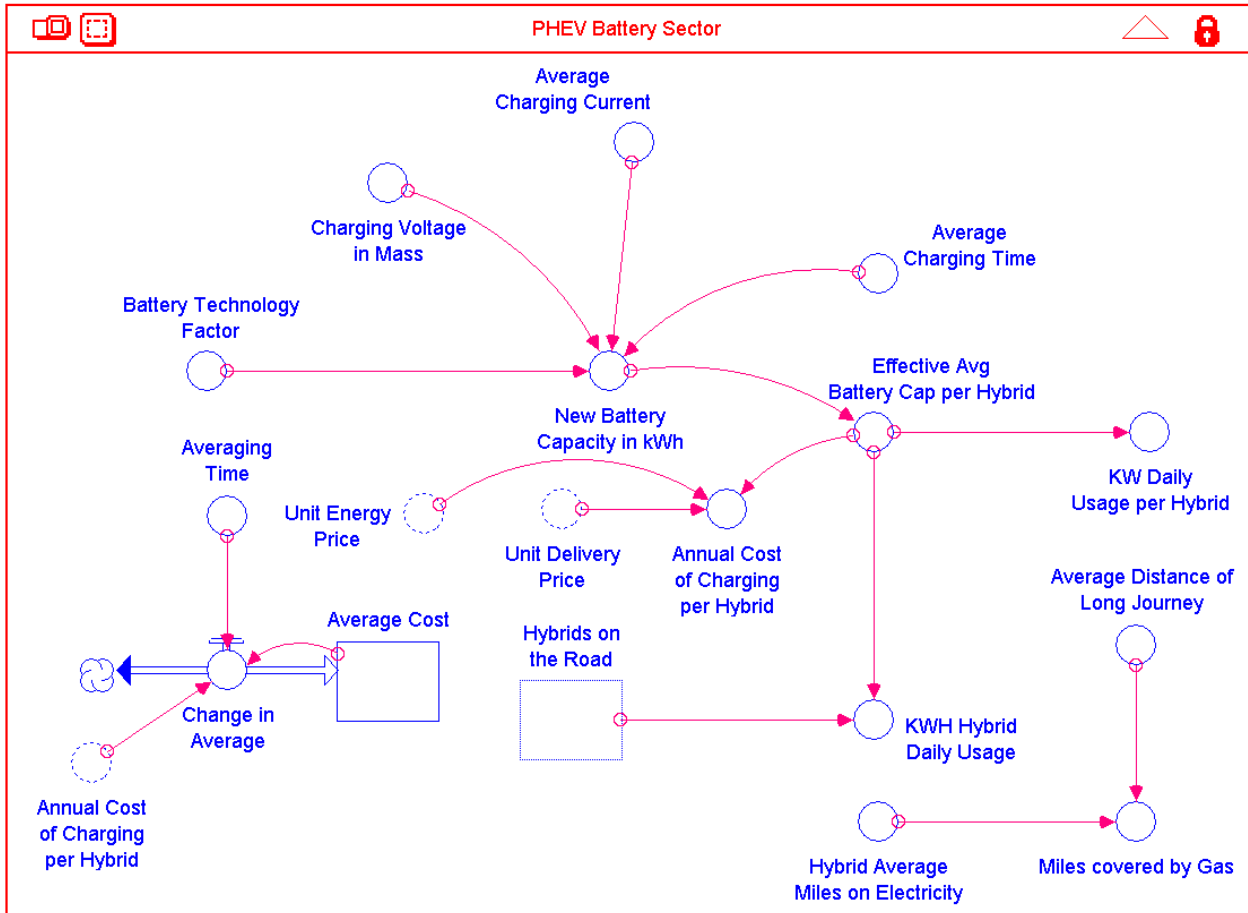 PHEV Battery Sector
Average
Charging Current
Charging Voltage
in Mass
Average
Charging Time
Battery Technology
Factor
Effective Avg
Battery Cap per Hybrid
New Battery
Capacity in kWh
Averaging
Time
KW Daily
Usage per Hybrid
Unit Energy
Price
Unit Delivery
Price
Annual Cost
of Charging
per Hybrid
Average Distance of
Long Journey
Average Cost
Hybrids on
the Road
Change in
Average
KWH Hybrid
Daily Usage
Annual Cost
of Charging
per Hybrid
Hybrid Average
Miles on Electricity
Miles covered by Gas